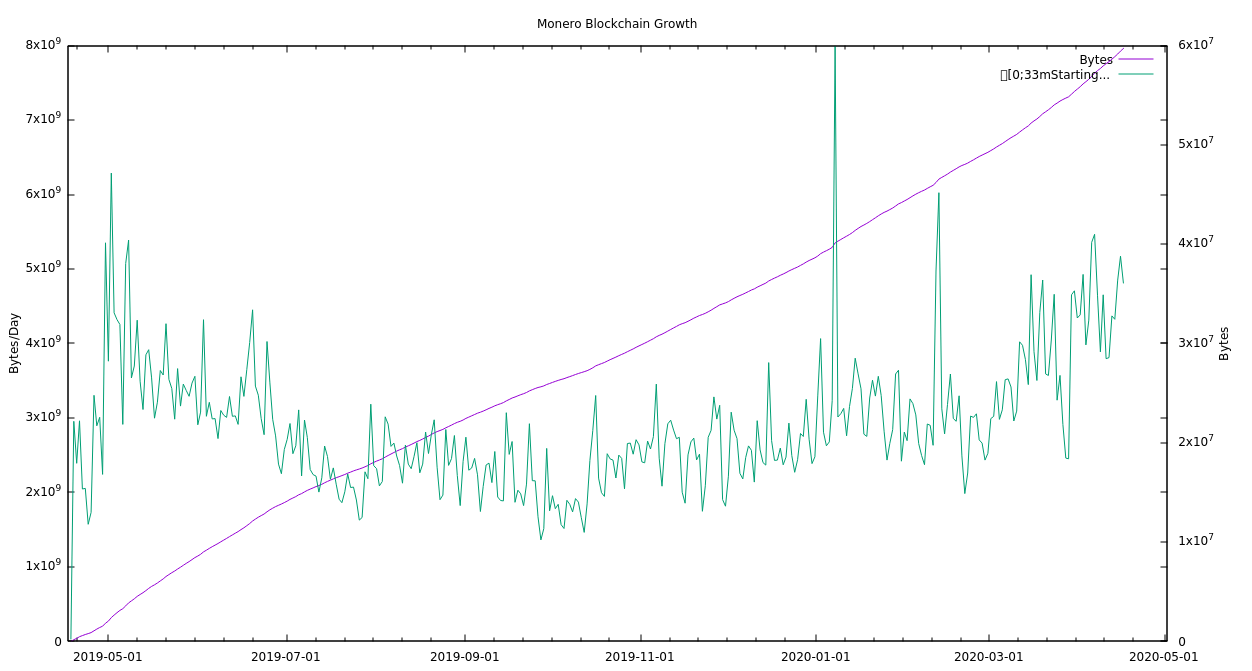 Monero Blockchain Growth
8x10⁹
7x10⁹
6x10⁹
5x10⁹
4x10⁹
3x10⁹
2x10⁹
1x10⁹
0
Bytes/Day
6x10⁷
5x10⁷
4x10⁷
3x10⁷
2x10⁷
1x10⁷
0
Bytes
Bytes
[0;33mStarting...
2019-05-01
2019-07-01
2019-09-01
2019-11-01
2020-01-01
2020-03-01
2020-05-01